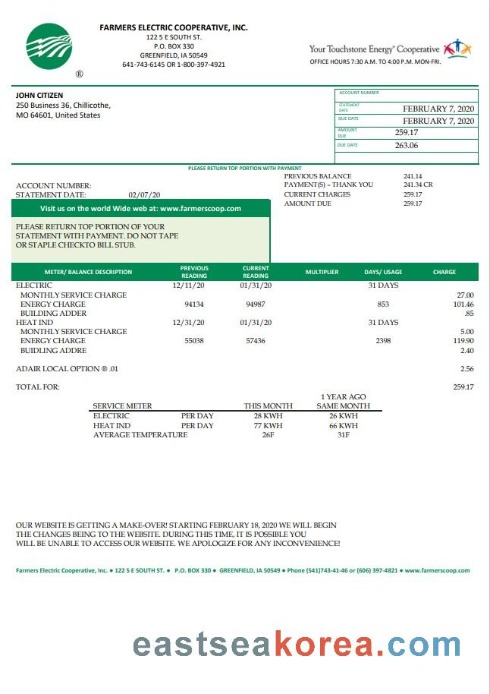 FARMERS ELECTRIC COOPERATIVE, INC.
122 S E SOUTH ST.
P.O. BOX 330
GREENFIELD, IA 50549
641-743-6145 OR 1-800-397-4921
®
Your Touchstone Energy® Cooperative
OFFICE HOURS 7:30 A.M. TO 4:00 P.M. MON-FRI.
JOHN CITIZEN
250 Business 36, Chillicothe,
MO 64601, United States
ACCOUNT NUMBER
STATEMENT DATE FEBRUARY 7, 2020
DUE DATE FEBRUARY 7, 2020
AMOUNT DUE 259.17
DUE DATE 263.06
PLEASE RETURN TOP PORTION WITH PAYMENT
PREVIOUS BALANCE 241.14
PAYMENT(S) – THANK YOU 241.34 CR
CURRENT CHARGES 259.17
AMOUNT DUE 259.17
ACCOUNT NUMBER:
STATEMENT DATE: 02/07/20
Visit us on the world Wide web at: www.farmerscoop.com
PLEASE RETURN TOP PORTION OF YOUR
STATEMENT WITH PAYMENT. DO NOT TAPE
OR STAPLE CHECKTO BILL STUB.
METER/ BALANCE DESCRIPTION PREVIOUS READING CURRENT READING MULTIPLIER DAYS/ USAGE CHARGE
ELECTRIC 12/11/20 01/31/20 31 DAYS
MONTHLY SERVICE CHARGE 27.00
ENERGY CHARGE 94134 94987 853 101.46
BUILDING ADDER .85
HEAT IND 12/31/20 01/31/20 31 DAYS
MONTHLY SERVICE CHARGE 5.00
ENERGY CHARGE 55038 57436 2398 119.90
BUIDLING ADDRE 2.40
ADAIR LOCAL OPTION ® .01 2.56
TOTAL FOR: 259.17
1 YEAR AGO
SERVICE METER THIS MONTH SAME MONTH
ELECTRIC PER DAY 28 KWH 26 KWH
HEAT IND PER DAY 77 KWH 66 KWH
AVERAGE TEMPERATURE 26F 31F
OUR WEBSITE IS GETTING A MAKE-OVER! STARTING FEBRUARY 18, 2020 WE WILL BEGIN
THE CHANGES BEING TO THE WEBSITE. DURING THIS TIME, IT IS POSSIBLE YOU
WILL BE UNABLE TO ACCESS OUR WEBSITE. WE APOLOGIZE FOR ANY INCONVENIENCE!
Farmers Electric Cooperative, Inc. • 122 S E SOUTH ST. • P.O. BOX 330 • GREENFIELD, IA 50549 • Phone (541)743-41-46 or (606) 397-4821 • www.farmerscoop.com
eastseakorea.com